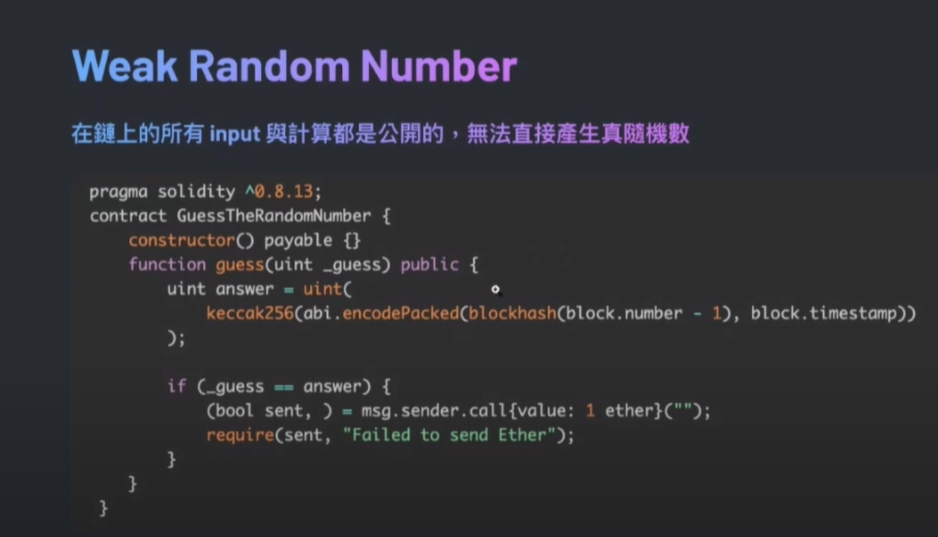 Weak Random Number
在鏈上的所有 input 與計算都是公開的，無法直接產生真隨機數
pragma solidity ^0.8.13;
contract GuessTheRandomNumber {
    constructor() payable {}
    function guess(uint _guess) public {
        uint answer = uint(
            keccak256(abi.encodePacked(blockhash(block.number - 1), block.timestamp))
        );
        if (_guess == answer) {
            (bool sent, ) = msg.sender.call{value: 1 ether}("");
            require(sent, "Failed to send Ether");
        }
    }
}